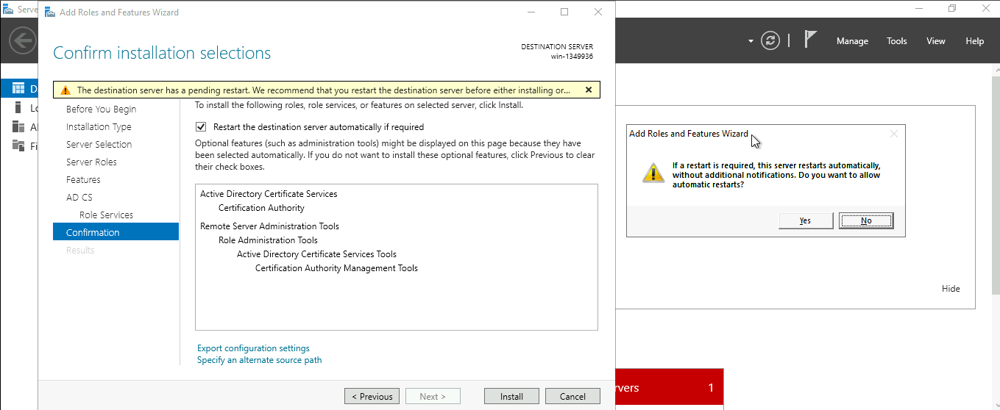 Serve
Add Roles and Features Wizard
Manage
Tools
View
Help
Confirm installation selections
DESTINATION SERVER
win-1349936
The destination server has a pending restart. We recommend that you restart the destination server before either installing or...
Before You Begin
Installation Type
Server Selection
Server Roles
Features
AD CS
Role Services
Confirmation
Results
To install the following roles, role services, or features on selected server, click Install.
Restart the destination server automatically if required
Optional features (such as administration tools) might be displayed on this page because they have
been selected automatically. If you do not want to install these optional features, click Previous to clear
their check boxes.
Active Directory Certificate Services
Certification Authority
Remote Server Administration Tools
Role Administration Tools
Active Directory Certificate Services Tools
Certification Authority Management Tools
Export configuration settings
Specify an alternate source path
< Previous
Next >
Install
Cancel
Add Roles and Features Wizard
If a restart is required, this server restarts automatically,
without additional notifications. Do you want to allow
automatic restarts?
Yes
No
Hide
rvers 1